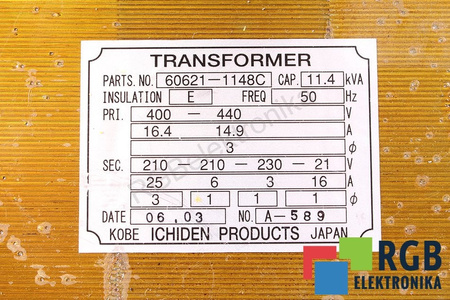 TRANSFORMER
PARTS. NO. 60621-1148C CAP. 11.4 kVA
INSULATION E FREQ 50 Hz
PRI. 400 - 440 V
16.4 14.9 A
3 φ
SEC. 210 - 210 - 230 - 21 V
25 6 3 16 A
3 1 1 1 φ
DATE 06,03 NO. A-589
KOBE ICHIDEN PRODUCTS JAPAN
RGB
ELEKTRONIKA